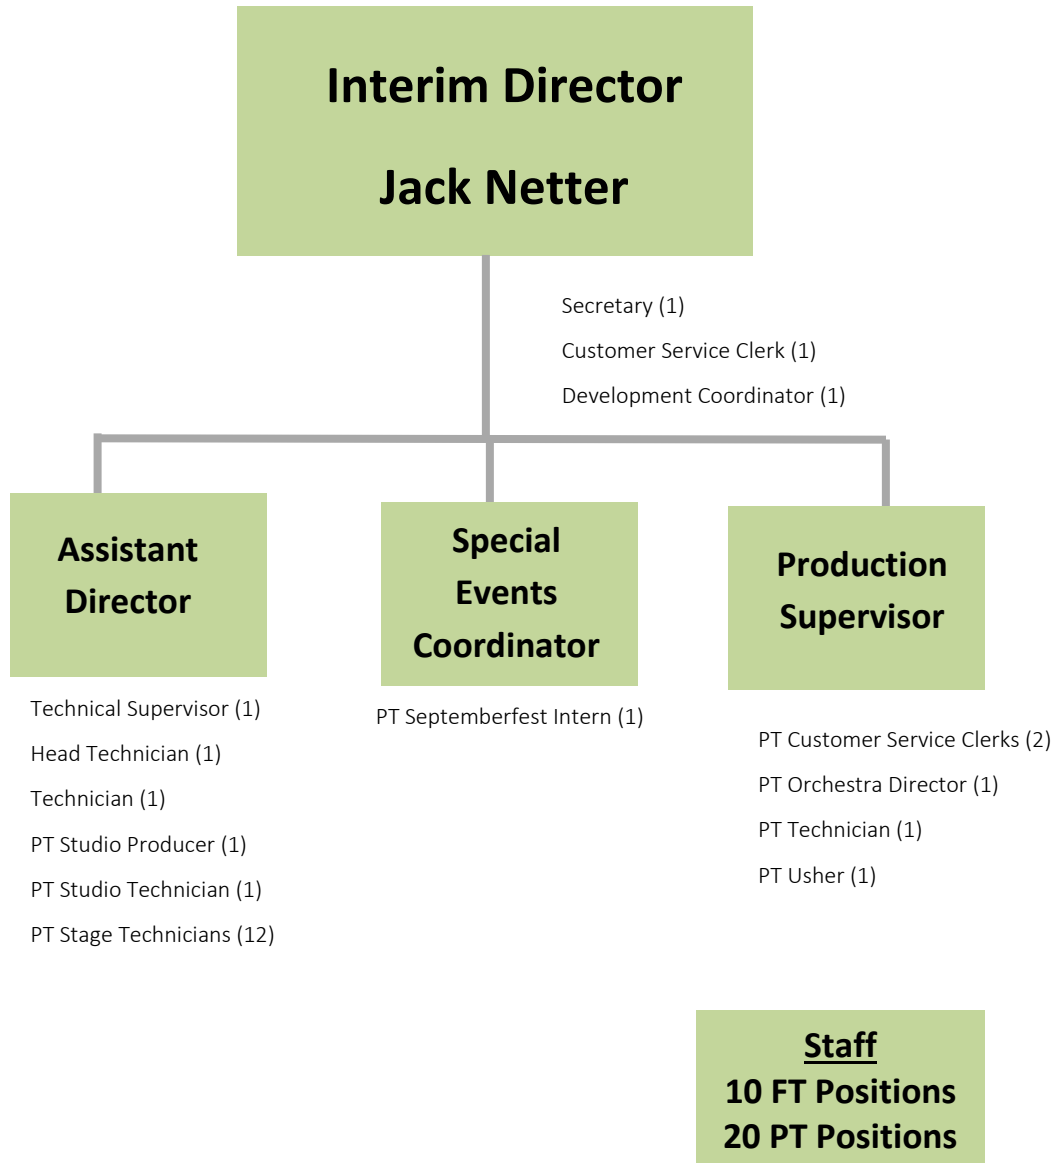 Interim Director
Jack Netter
Secretary (1)
Customer Service Clerk (1)
Development Coordinator (1)
Assistant
Director
Technical Supervisor (1)
Head Technician (1)
Technician (1)
PT Studio Producer (1)
PT Studio Technician (1)
PT Stage Technicians (12)
Special
Events
Coordinator
PT Septemberfest Intern (1)
Production
Supervisor
PT Customer Service Clerks (2)
PT Orchestra Director (1)
PT Technician (1)
PT Usher (1)
Staff
10 FT Positions
20 PT Positions